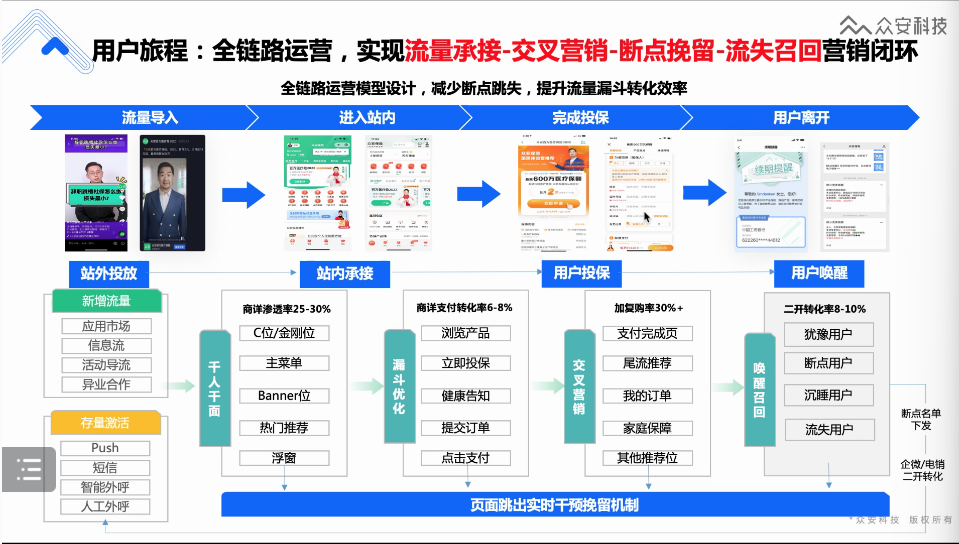 众安科技
用户旅程：全链路运营，实现流量承接-交叉营销-断点挽留-流失召回营销闭环
全链路运营模型设计，减少断点跳失，提升流量漏斗转化效率
流量导入
进入站内
完成投保
用户离开
续期提醒
站外投放
站内承接
用户投保
用户唤醒
新增流量
应用市场
信息流
活动导流
异业合作
存量激活
Push
短信
智能外呼
人工外呼
千人千面
商详渗透率25-30%
C位/金刚位
主菜单
Banner位
热门推荐
浮窗
漏斗优化
商详支付转化率6-8%
浏览产品
立即投保
健康告知
提交订单
点击支付
交叉营销
加复购率30%+
支付完成页
尾流推荐
我的订单
家庭保障
其他推荐位
唤醒召回
二开转化率8-10%
犹豫用户
断点用户
沉睡用户
流失用户
断点名单
下发
企微/电销
二开转化
页面跳出实时干预挽留机制
*众安科技 版权所有